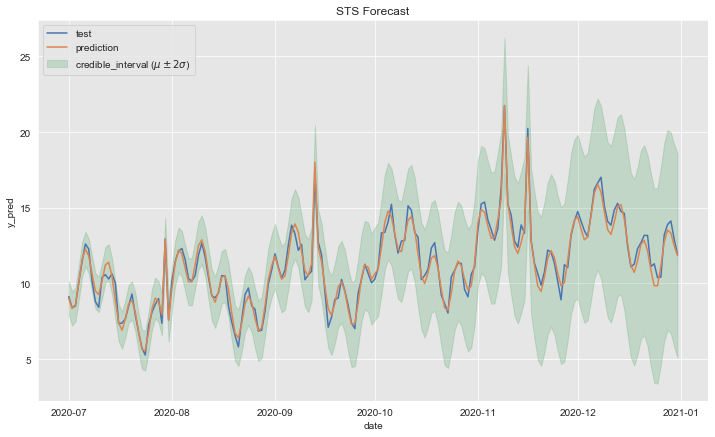 STS Forecast
test
prediction
credible_interval (μ ± 2σ)
25
20
15
10
5
y_pred
2020-07 2020-08 2020-09 2020-10 2020-11 2020-12 2021-01
date